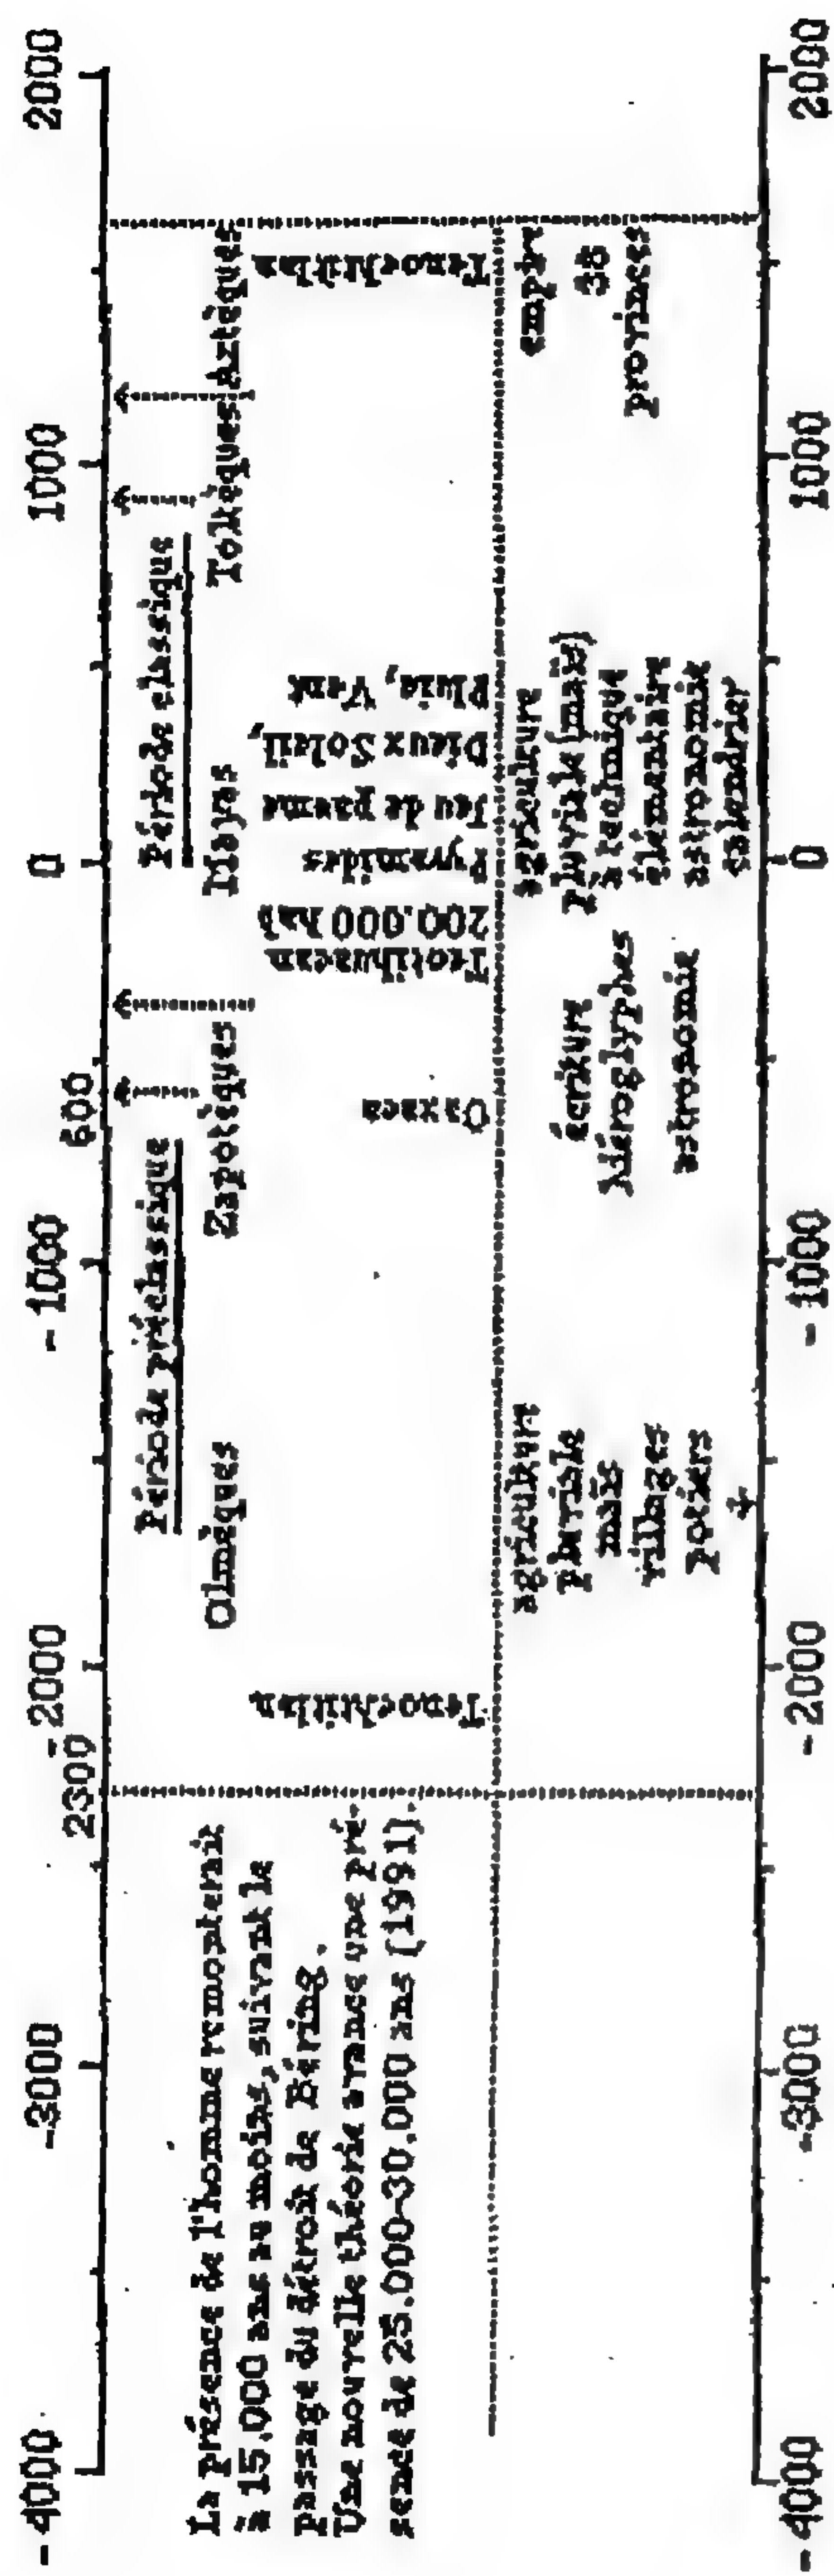 -4000 -3000 -2000 -1000 0 1000 2000
2300 600
La présence de l'homme remonterait
à 15.000 ans au moins, suivant le
passage du détroit de Béring.
Une nouvelle théorie avance une pré-
sence de 25.000-30.000 ans (1991).
Période préclassique
Période classique
Olmèques
Zapotèques
Mayas
Toltèques
Aztèques
Tenochtitlan
Oaxaca
Teotihuacan
200.000 hab
Pyramides
Jeu de paume
Dieux Soleil,
Pluie, Vent
Tenochtitlan
agriculture
pluviale
maïs
villages
potiers
écriture
hiéroglyphes
astronomie
agriculture
pluviale (maïs)
à technique
élémentaire
astronomie
calendrier
empire
38
provinces
-4000 -3000 -2000 -1000 0 1000 2000